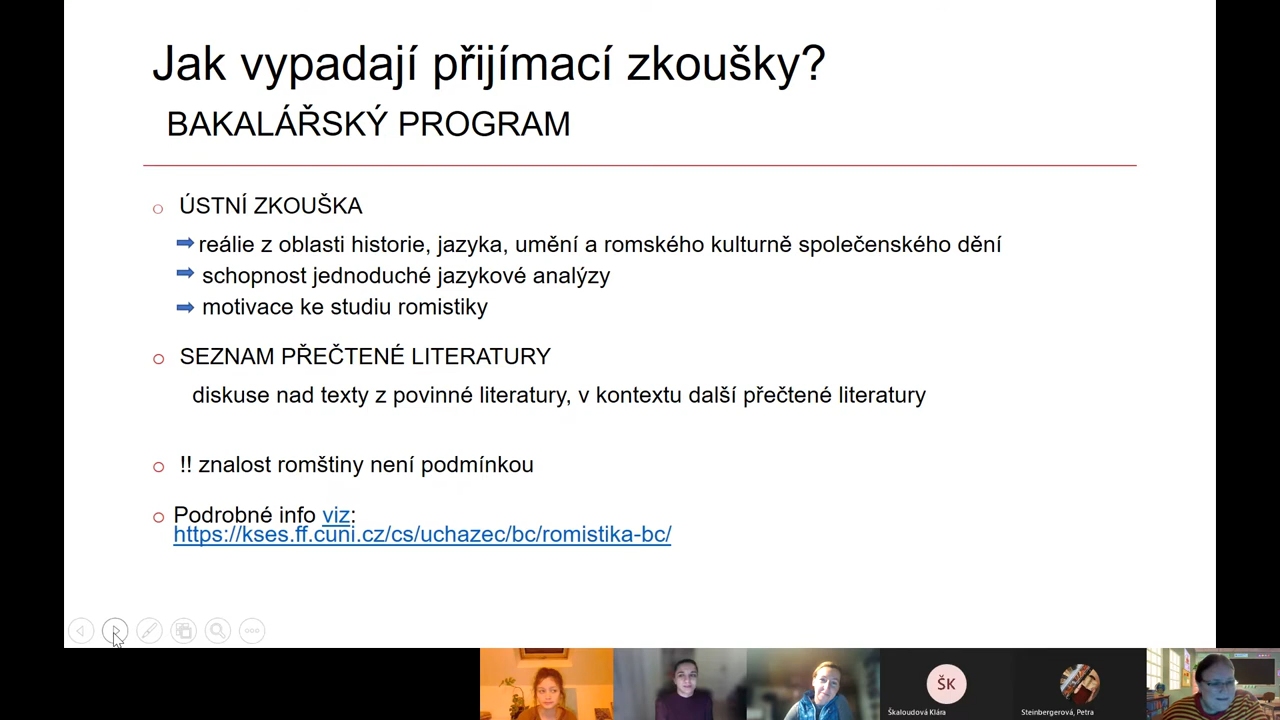 Jak vypadají přijímací zkoušky?
BAKALÁŘSKÝ PROGRAM
ÚSTNÍ ZKOUŠKA
reálie z oblasti historie, jazyka, umění a romského kulturně společenského dění
schopnost jednoduché jazykové analýzy
motivace ke studiu romistiky
SEZNAM PŘEČTENÉ LITERATURY
diskuse nad texty z povinné literatury, v kontextu další přečtené literatury
!! znalost romštiny není podmínkou
Podrobné info viz:
https://kses.ff.cuni.cz/cs/uchazec/bc/romistika-bc/
ŠK
Škaloudová Klára
Steinbergerová, Petra